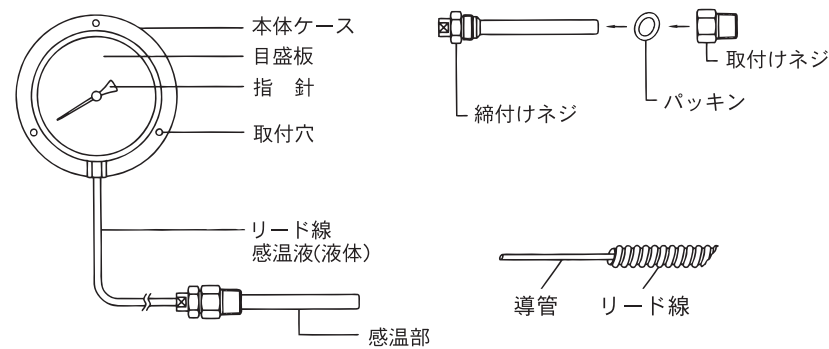 本体ケース
目盛板
指　針
取付穴
リード線
感温液(液体)
感温部
締付けネジ
パッキン
取付けネジ
導管
リード線